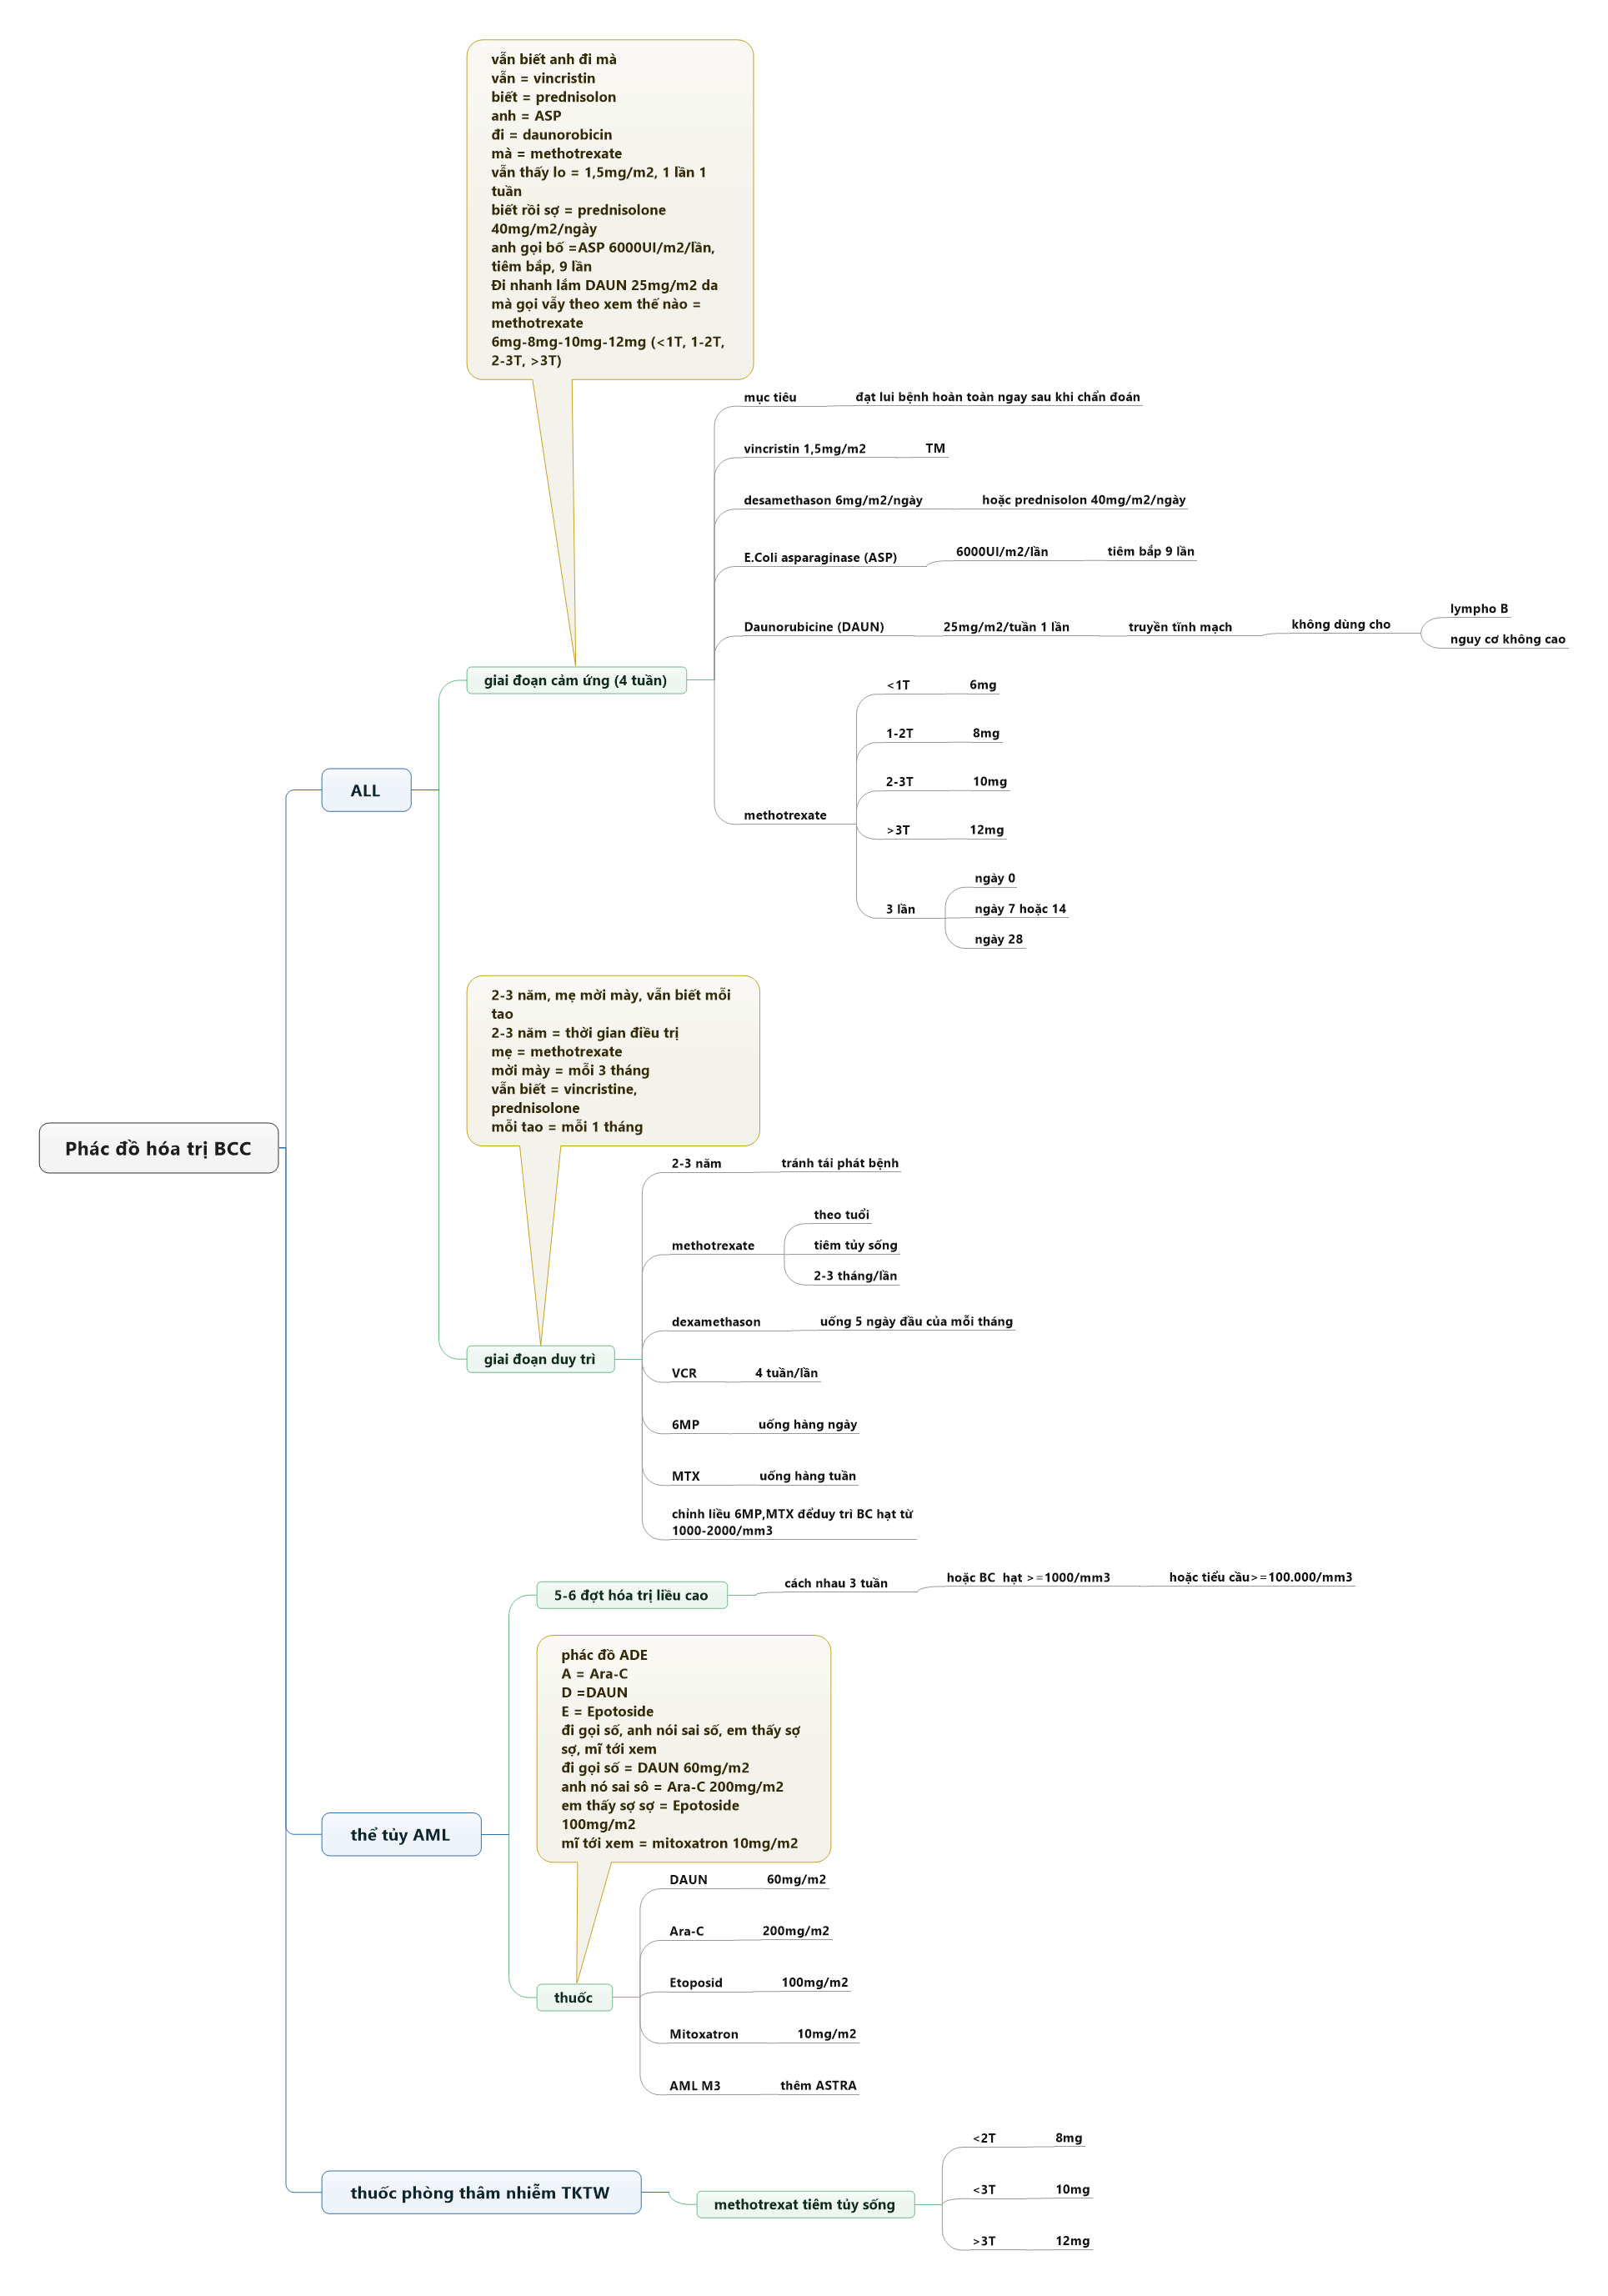 vẫn biết anh đi mà
vẫn = vincristin
biết = prednisolon
anh = ASP
đi = daunorobicin
mà = methotrexate
vẫn thấy lo = 1,5mg/m2, 1 lần 1
tuần
biết rồi sợ = prednisolone
40mg/m2/ngày
anh gọi bố =ASP 6000UI/m2/lần,
tiêm bắp, 9 lần
Đi nhanh lắm DAUN 25mg/m2 da
mà gọi vẫy theo xem thế nào =
methotrexate
6mg-8mg-10mg-12mg (<1T, 1-2T,
2-3T, >3T)
mục tiêu
đạt lui bệnh hoàn toàn ngay sau khi chẩn đoán
vincristin 1,5mg/m2
TM
desamethason 6mg/m2/ngày
hoặc prednisolon 40mg/m2/ngày
E.Coli asparaginase (ASP)
6000UI/m2/lần
tiêm bắp 9 lần
Daunorubicine (DAUN)
25mg/m2/tuần 1 lần
truyền tĩnh mạch
không dùng cho
lympho B
nguy cơ không cao
giai đoạn cảm ứng (4 tuần)
<1T
6mg
1-2T
8mg
2-3T
10mg
methotrexate
>3T
12mg
3 lần
ngày 0
ngày 7 hoặc 14
ngày 28
ALL
2-3 năm, mẹ mời mày, vẫn biết mỗi
tao
2-3 năm = thời gian điều trị
mẹ = methotrexate
mời mày = mỗi 3 tháng
vẫn biết = vincristine,
prednisolone
mỗi tao = mỗi 1 tháng
Phác đồ hóa trị BCC
2-3 năm
tránh tái phát bệnh
methotrexate
theo tuổi
tiêm tủy sống
2-3 tháng/lần
dexamethason
uống 5 ngày đầu của mỗi tháng
giai đoạn duy trì
VCR
4 tuần/lần
6MP
uống hàng ngày
MTX
uống hàng tuần
chỉnh liều 6MP,MTX đểduy trì BC hạt từ
1000-2000/mm3
5-6 đợt hóa trị liều cao
cách nhau 3 tuần
hoặc BC  hạt >=1000/mm3
hoặc tiểu cầu>=100.000/mm3
phác đồ ADE
A = Ara-C
D =DAUN
E = Epotoside
đi gọi số, anh nói sai số, em thấy sợ
sợ, mĩ tới xem
đi gọi số = DAUN 60mg/m2
anh nó sai sô = Ara-C 200mg/m2
em thấy sợ sợ = Epotoside
100mg/m2
mĩ tới xem = mitoxatron 10mg/m2
thể tủy AML
DAUN
60mg/m2
Ara-C
200mg/m2
Etoposid
100mg/m2
thuốc
Mitoxatron
10mg/m2
AML M3
thêm ASTRA
thuốc phòng thâm nhiễm TKTW
methotrexat tiêm tủy sống
<2T
8mg
<3T
10mg
>3T
12mg